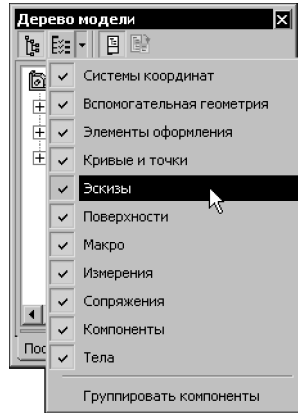 Дерево модели
Системы координат
Вспомогательная геометрия
Элементы оформления
Кривые и точки
Эскизы
Поверхности
Макро
Измерения
Сопряжения
Компоненты
Пос
Тела
Группировать компоненты